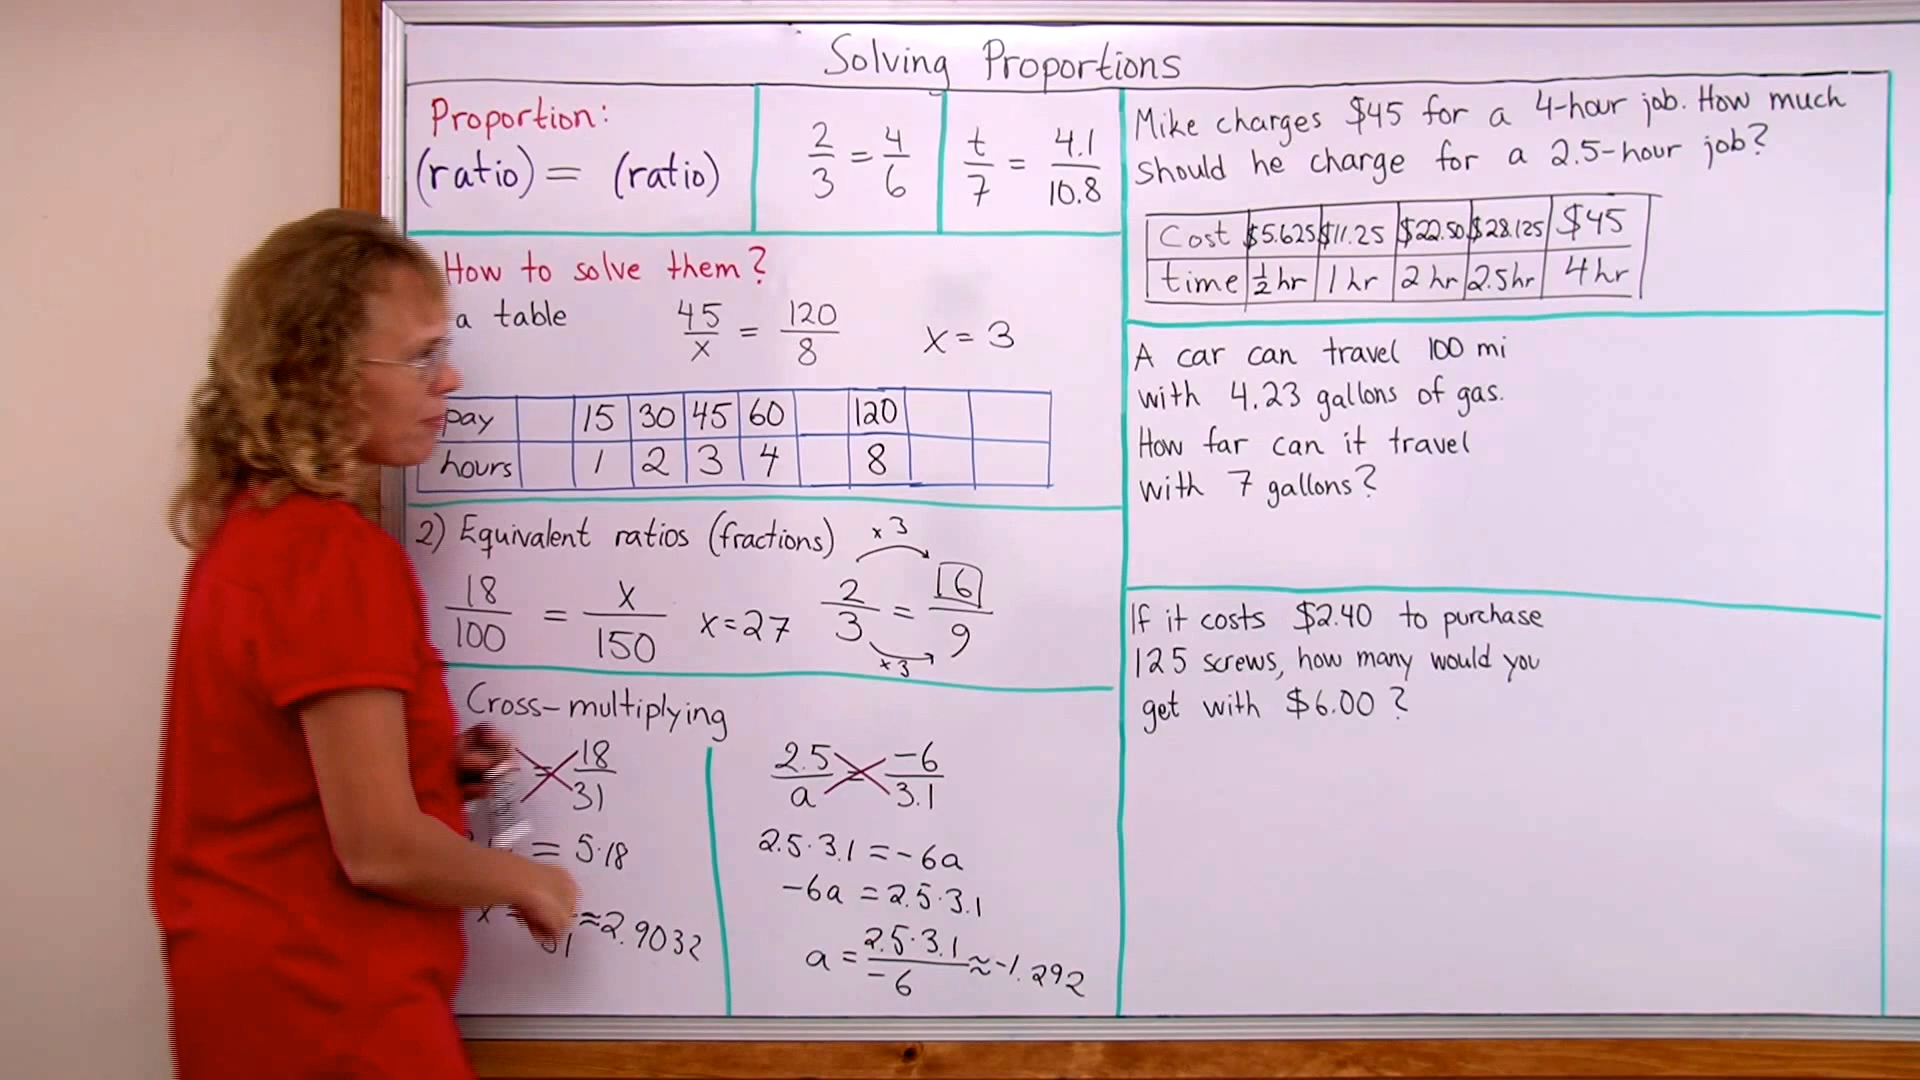 Solving Proportions
Proportion:
(ratio) = (ratio)
2/3 = 4/6
t/7 = 4.1/10.8
How to solve them?
a table
45/x = 120/8
x = 3
pay 15 30 45 60 120
hours 1 2 3 4 8
2) Equivalent ratios (fractions)
18/100 = x/150 x = 27
x3
2/3 = 6/9
x3
Cross-multiplying
= 18/31
= 5·18
x = ≈ 2.9032
2.5/a = -6/3.1
2.5·3.1 = -6a
-6a = 2.5·3.1
a = 2.5·3.1/-6 ≈ -1.292
Mike charges $45 for a 4-hour job. How much
should he charge for a 2.5-hour job?
Cost $5.625 $11.25 $22.50 $28.125 $45
time 1/2 hr 1 hr 2 hr 2.5hr 4 hr
A car can travel 100 mi
with 4.23 gallons of gas.
How far can it travel
with 7 gallons?
If it costs $2.40 to purchase
125 screws, how many would you
get with $6.00?